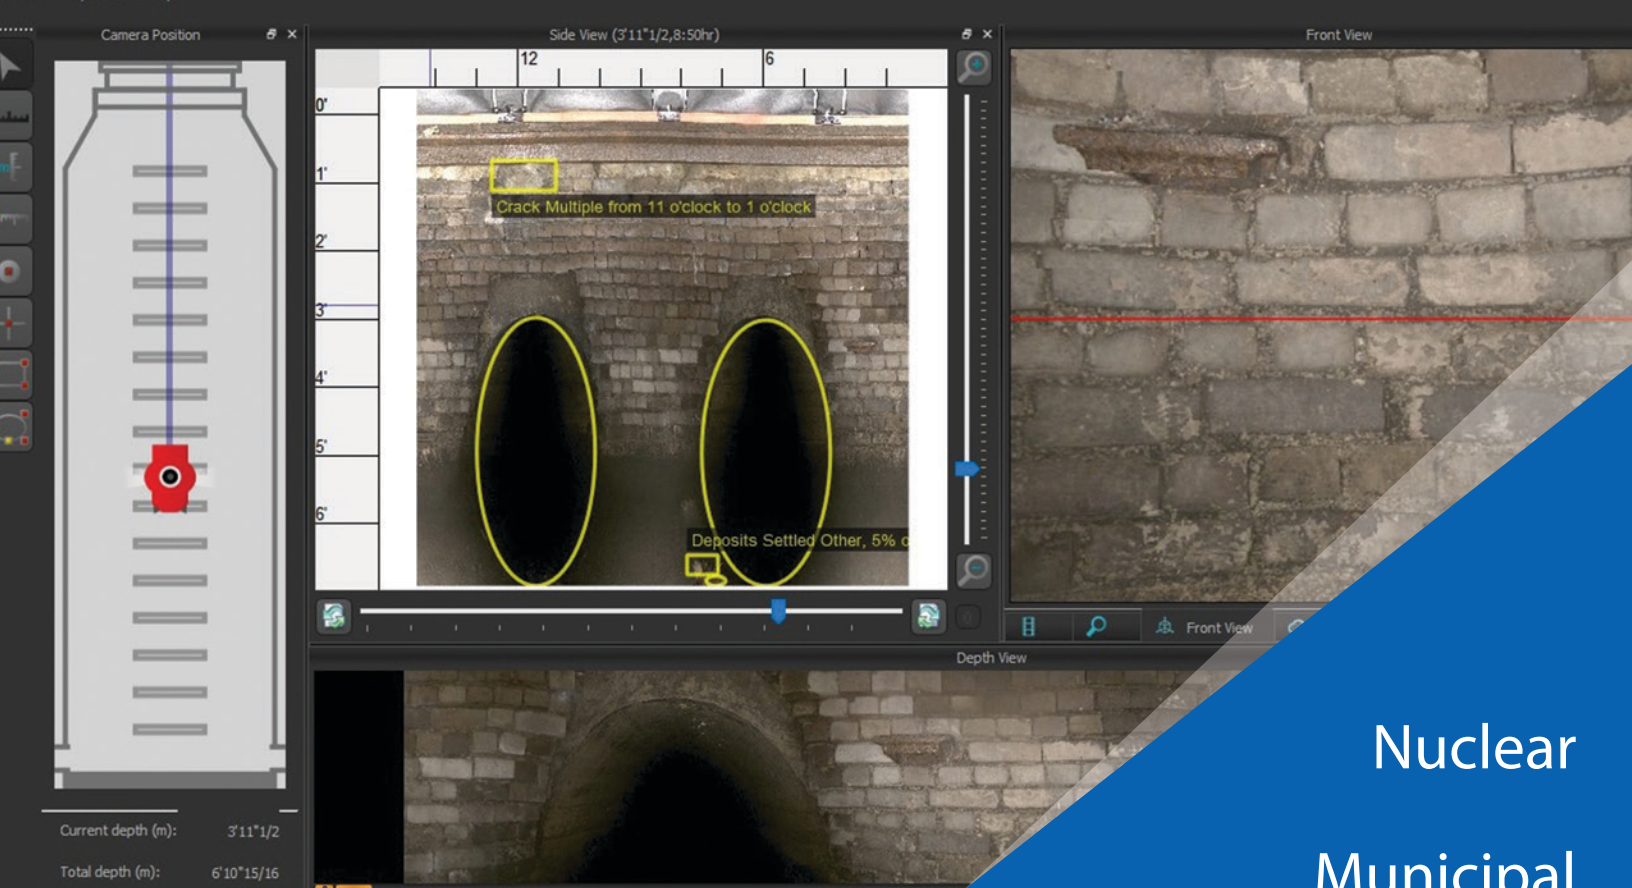 Camera Position
Side View (3'11"1/2,8:50hr)
Front View
12
6
0'
1'
2'
3'
4'
5'
6'
Crack Multiple from 11 o'clock to 1 o'clock
Deposits Settled Other, 5% o
Front View
Depth View
Current depth (m): 3'11"1/2
Total depth (m): 6'10"15/16
Nuclear
Municipal